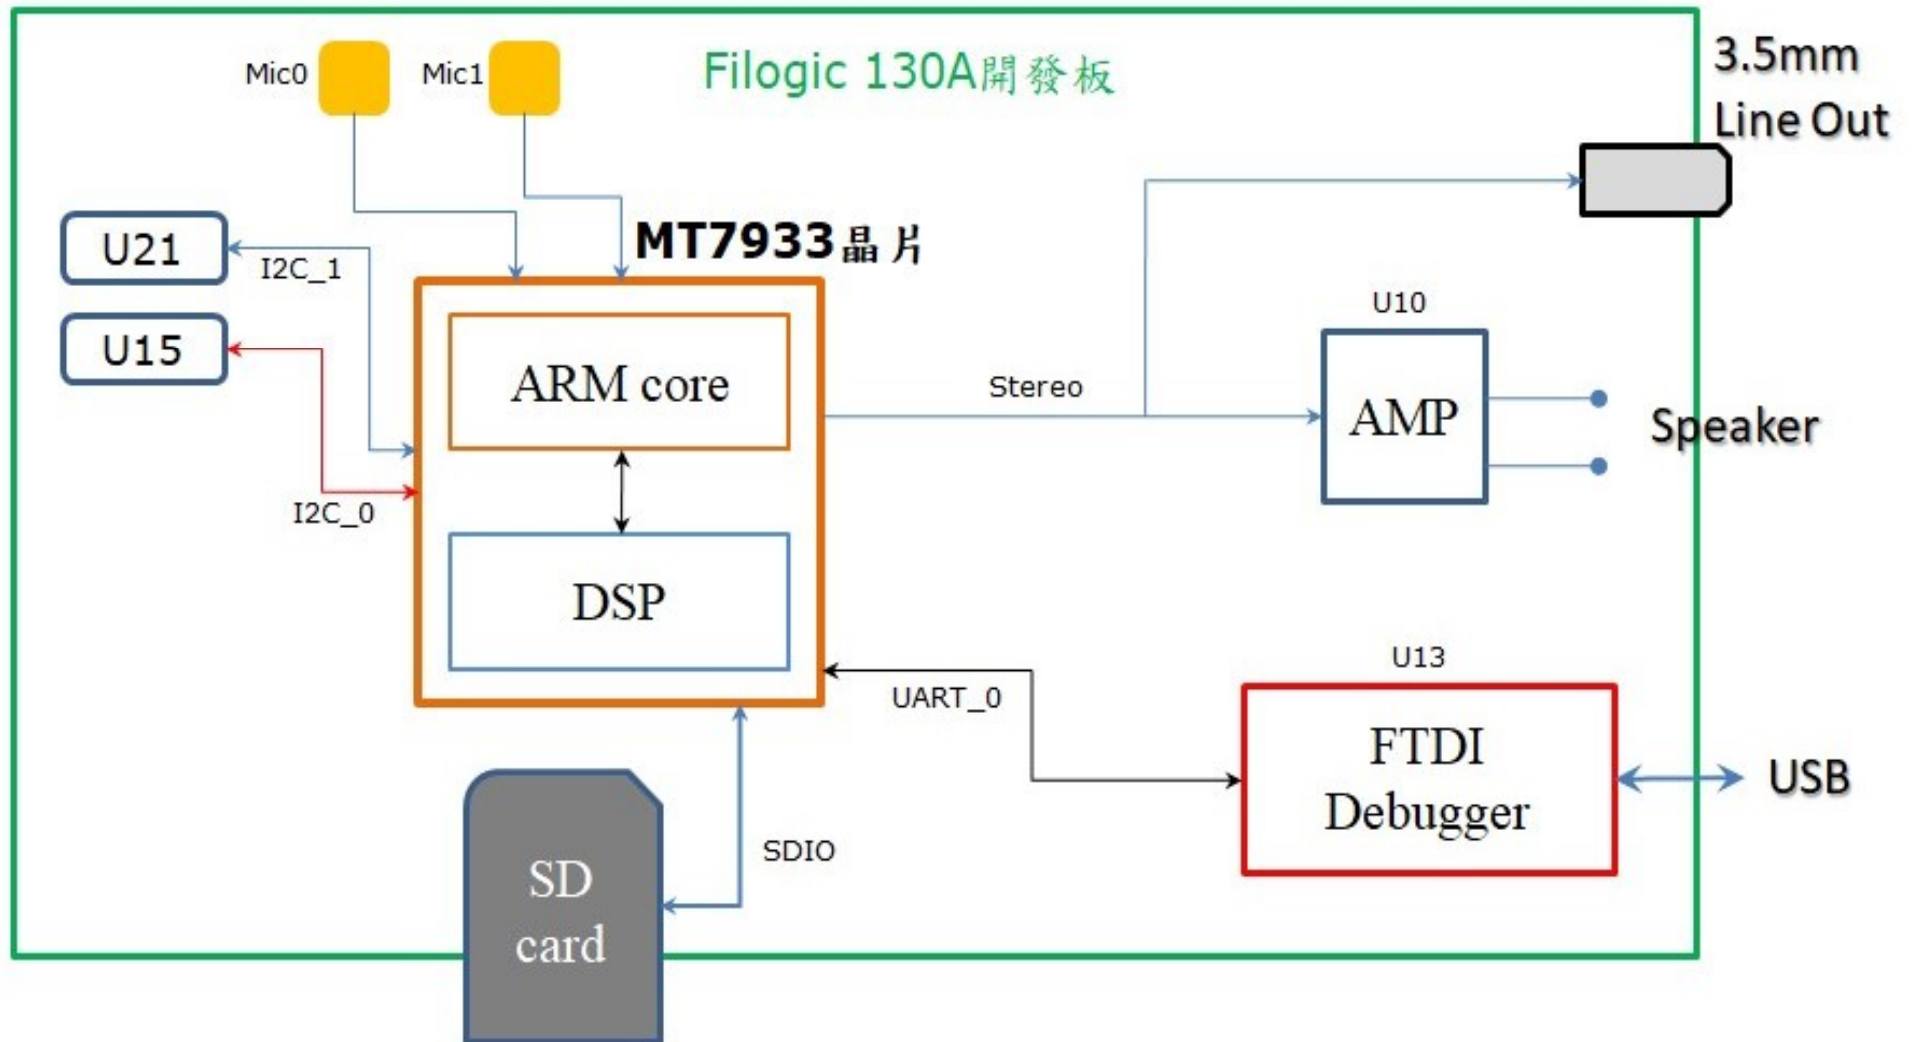 Filogic 130A開發板
3.5mm
Line Out
Mic0
Mic1
MT7933晶片
U21
I2C_1
U15
I2C_0
ARM core
DSP
Stereo
U10
AMP
Speaker
UART_0
U13
FTDI
Debugger
USB
SDIO
SD
card